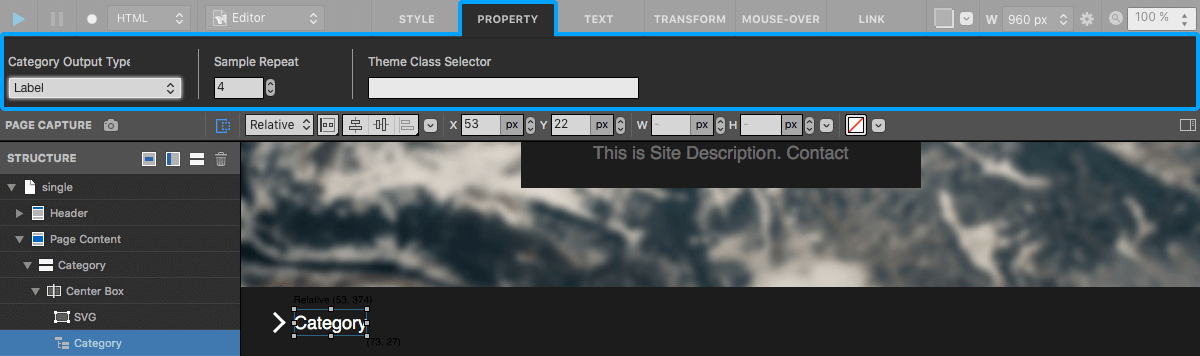 HTML Editor STYLE PROPERTY TEXT TRANSFORM MOUSE-OVER LINK W 960 px 100 %
Category Output Type Sample Repeat Theme Class Selector
Label 4
PAGE CAPTURE Relative X 53 px Y 22 px W - px H - px
STRUCTURE
single
Header
Page Content
Category
Center Box
SVG
Category
This is Site Description. Contact
Relative (53, 374)
Category
(73, 27)